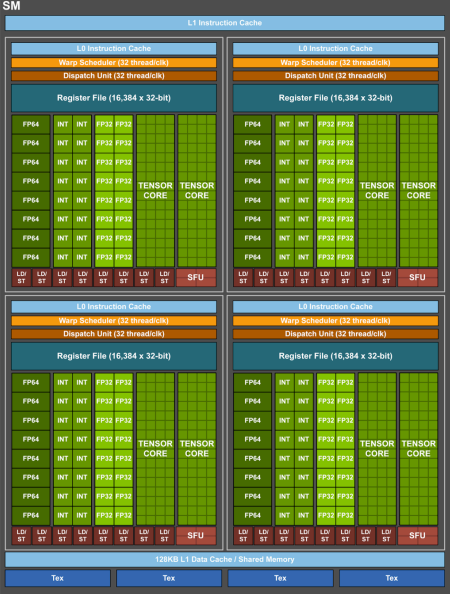 SM
L1 Instruction Cache
L0 Instruction Cache
Warp Scheduler (32 thread/clk)
Dispatch Unit (32 thread/clk)
Register File (16,384 x 32-bit)
FP64 INT INT FP32 FP32
FP64 INT INT FP32 FP32
FP64 INT INT FP32 FP32
FP64 INT INT FP32 FP32
FP64 INT INT FP32 FP32
FP64 INT INT FP32 FP32
FP64 INT INT FP32 FP32
FP64 INT INT FP32 FP32
TENSOR TENSOR
CORE CORE
LD/ LD/ LD/ LD/ LD/ LD/ LD/ LD/ SFU
ST ST ST ST ST ST ST ST
L0 Instruction Cache
Warp Scheduler (32 thread/clk)
Dispatch Unit (32 thread/clk)
Register File (16,384 x 32-bit)
FP64 INT INT FP32 FP32
FP64 INT INT FP32 FP32
FP64 INT INT FP32 FP32
FP64 INT INT FP32 FP32
FP64 INT INT FP32 FP32
FP64 INT INT FP32 FP32
FP64 INT INT FP32 FP32
FP64 INT INT FP32 FP32
TENSOR TENSOR
CORE CORE
LD/ LD/ LD/ LD/ LD/ LD/ LD/ LD/ SFU
ST ST ST ST ST ST ST ST
L0 Instruction Cache
Warp Scheduler (32 thread/clk)
Dispatch Unit (32 thread/clk)
Register File (16,384 x 32-bit)
FP64 INT INT FP32 FP32
FP64 INT INT FP32 FP32
FP64 INT INT FP32 FP32
FP64 INT INT FP32 FP32
FP64 INT INT FP32 FP32
FP64 INT INT FP32 FP32
FP64 INT INT FP32 FP32
FP64 INT INT FP32 FP32
TENSOR TENSOR
CORE CORE
LD/ LD/ LD/ LD/ LD/ LD/ LD/ LD/ SFU
ST ST ST ST ST ST ST ST
L0 Instruction Cache
Warp Scheduler (32 thread/clk)
Dispatch Unit (32 thread/clk)
Register File (16,384 x 32-bit)
FP64 INT INT FP32 FP32
FP64 INT INT FP32 FP32
FP64 INT INT FP32 FP32
FP64 INT INT FP32 FP32
FP64 INT INT FP32 FP32
FP64 INT INT FP32 FP32
FP64 INT INT FP32 FP32
FP64 INT INT FP32 FP32
TENSOR TENSOR
CORE CORE
LD/ LD/ LD/ LD/ LD/ LD/ LD/ LD/ SFU
ST ST ST ST ST ST ST ST
128KB L1 Data Cache / Shared Memory
Tex Tex Tex Tex